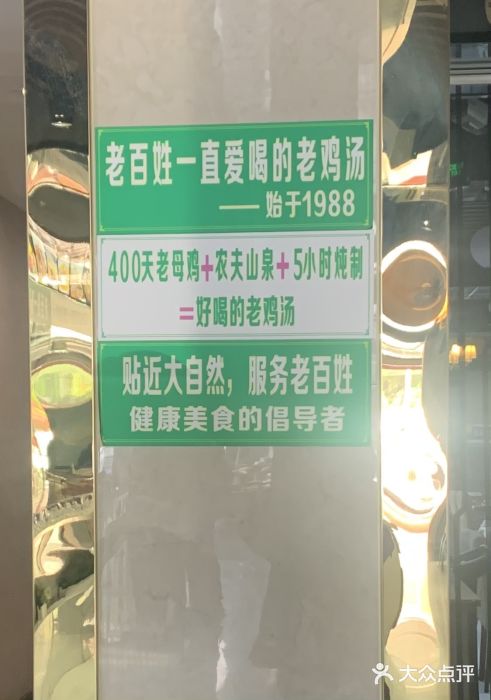 老百姓一直爱喝的老鸡汤
——始于1988
400天老母鸡+农夫山泉+5小时炖制
=好喝的老鸡汤
贴近大自然，服务老百姓
健康美食的倡导者
大众点评